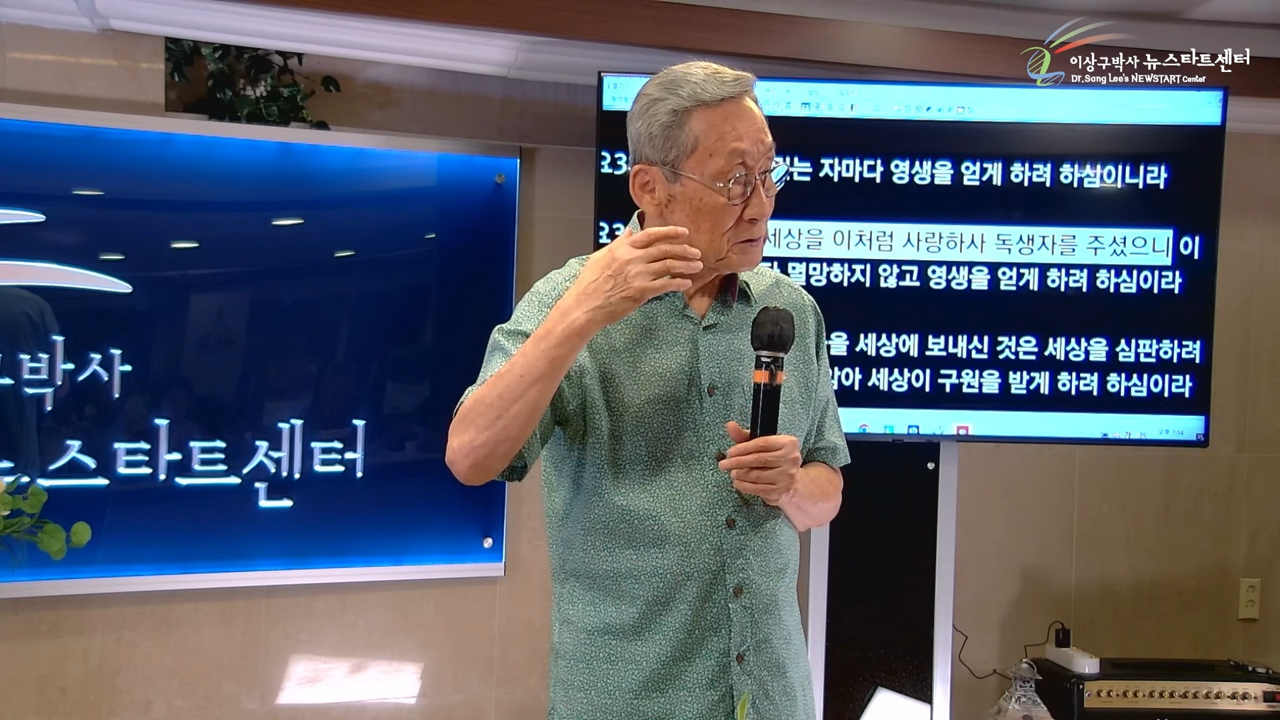 이상구박사 뉴스타트센터
Dr. Sang Lee's NEWSTART Center
는 자마다 영생을 얻게 하려 하심이니라
세상을 이처럼 사랑하사 독생자를 주셨으니 이
멸망하지 않고 영생을 얻게 하려 하심이라
세상에 보내신 것은 세상을 심판하려
세상이 구원을 받게 하려 하심이라
박사
스타트센터